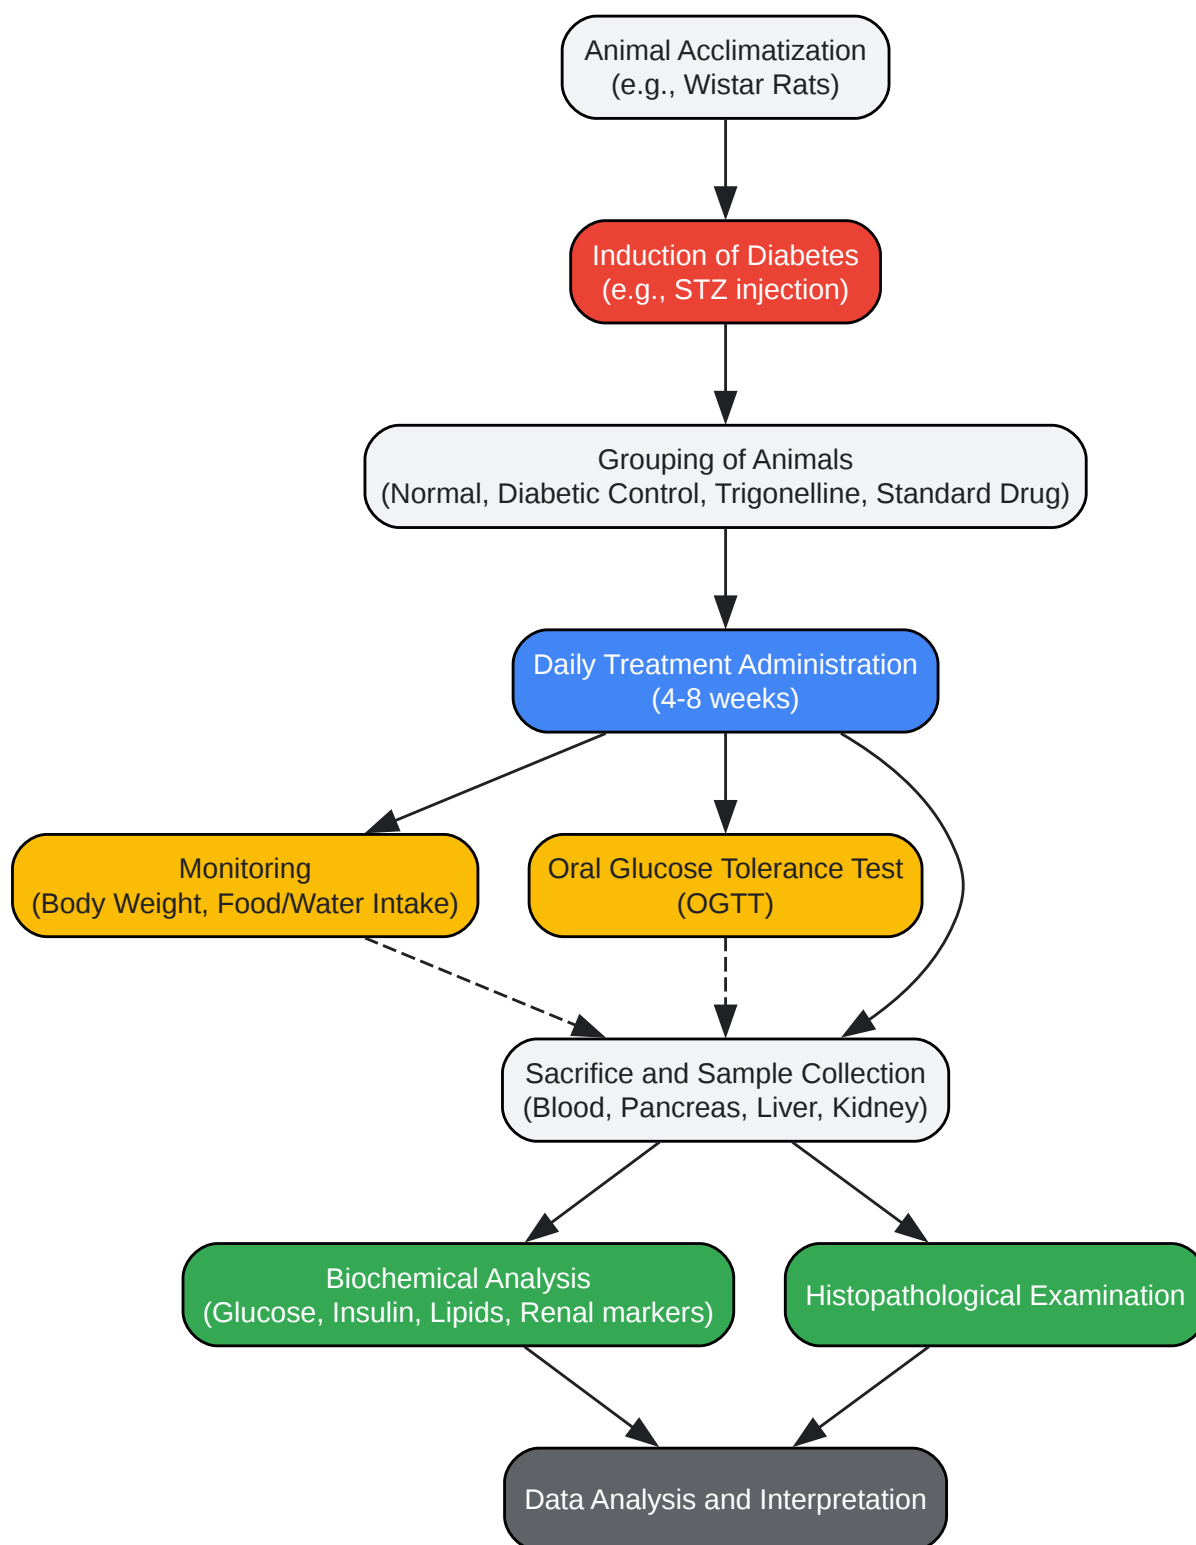 Animal Acclimatization
(e.g., Wistar Rats)
Induction of Diabetes
(e.g., STZ injection)
Grouping of Animals
(Normal, Diabetic Control, Trigonelline, Standard Drug)
Daily Treatment Administration
(4-8 weeks)
Monitoring
(Body Weight, Food/Water Intake)
Oral Glucose Tolerance Test
(OGTT)
Sacrifice and Sample Collection
(Blood, Pancreas, Liver, Kidney)
Biochemical Analysis
(Glucose, Insulin, Lipids, Renal markers)
Histopathological Examination
Data Analysis and Interpretation